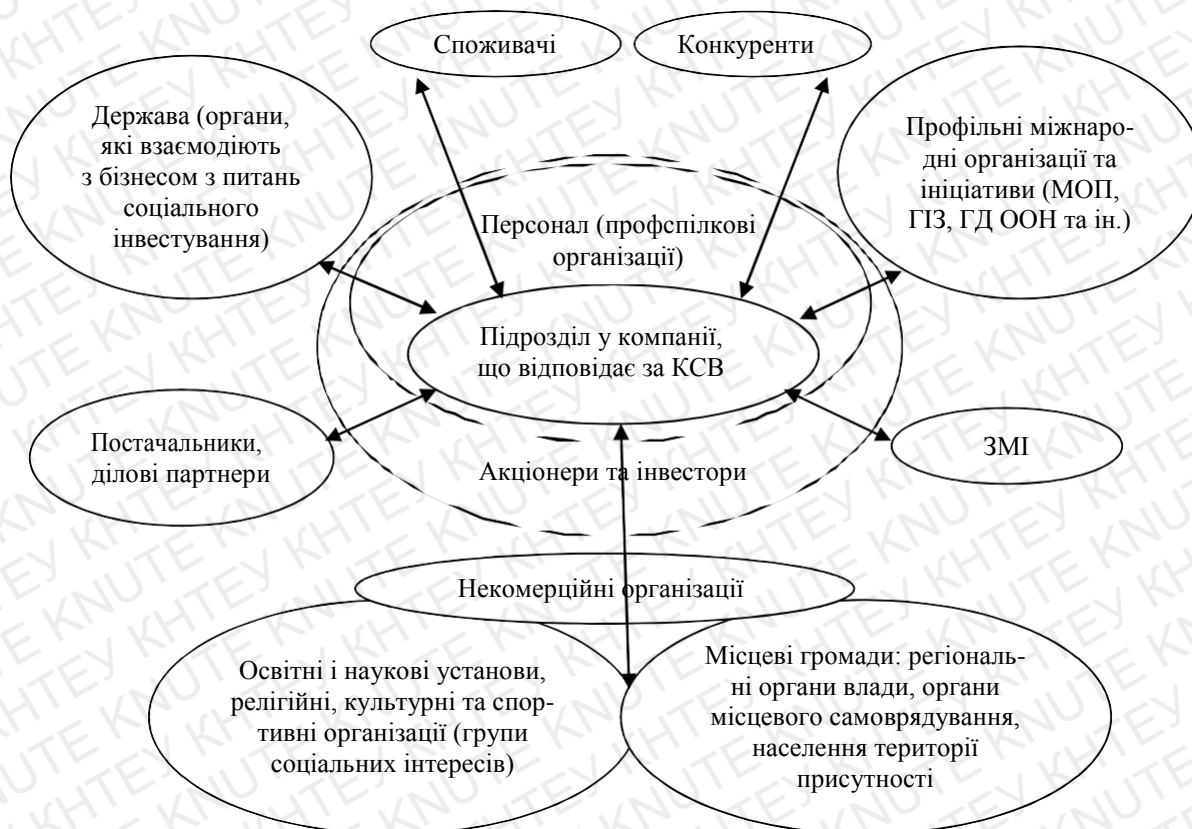 Споживачі
Конкуренти
Держава (органи,
які взаємодіють
з бізнесом з питань
соціального
інвестування)
Профільні міжнаро-
дні організації та
ініціативи (МОП,
ГІЗ, ГД ООН та ін.)
Персонал (профспілкові
організації)
Підрозділ у компанії,
що відповідає за КСВ
Постачальники,
ділові партнери
ЗМІ
Акціонери та інвестори
Некомерційні організації
Освітні і наукові установи,
релігійні, культурні та спор-
тивні організації (групи
соціальних інтересів)
Місцеві громади: регіональ-
ні органи влади, органи
місцевого самоврядування,
населення території
присутності